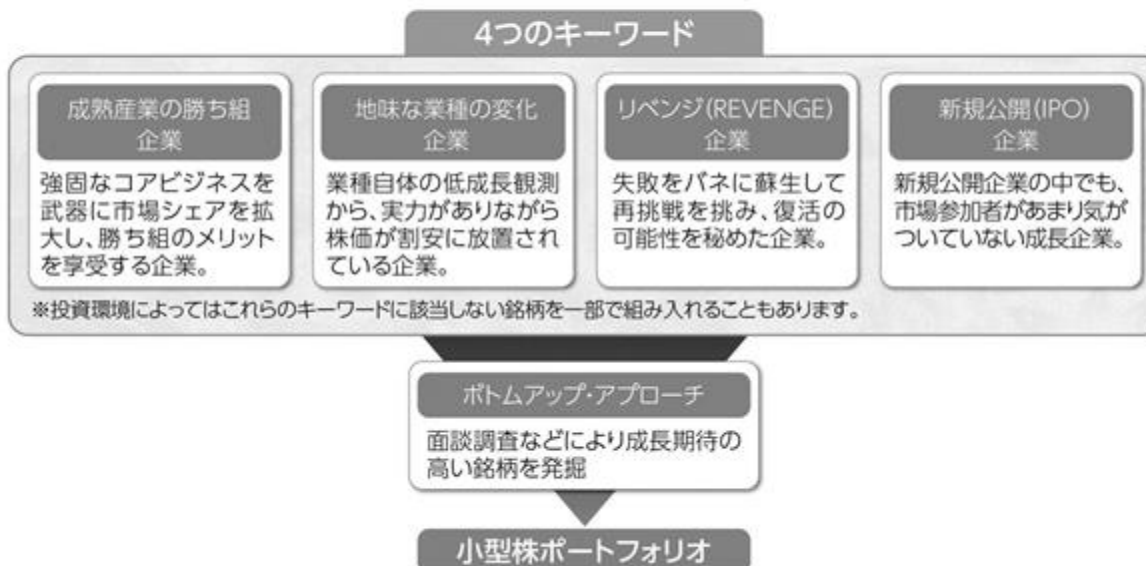 4つのキーワード
成熟産業の勝ち組
企業
強固なコアビジネスを
武器に市場シェアを拡
大し、勝ち組のメリット
を享受する企業。
地味な業種の変化
企業
業種自体の低成長観測
から、実力がありながら
株価が割安に放置され
ている企業。
リベンジ(REVENGE)
企業
失敗をバネに蘇生して
再挑戦を挑み、復活の
可能性を秘めた企業。
新規公開(IPO)
企業
新規公開企業の中でも、
市場参加者があまり気が
ついていない成長企業。
※投資環境によってはこれらのキーワードに該当しない銘柄を一部で組み入れることもあります。
ボトムアップ・アプローチ
面談調査などにより成長期待の
高い銘柄を発掘
小型株ポートフォリオ